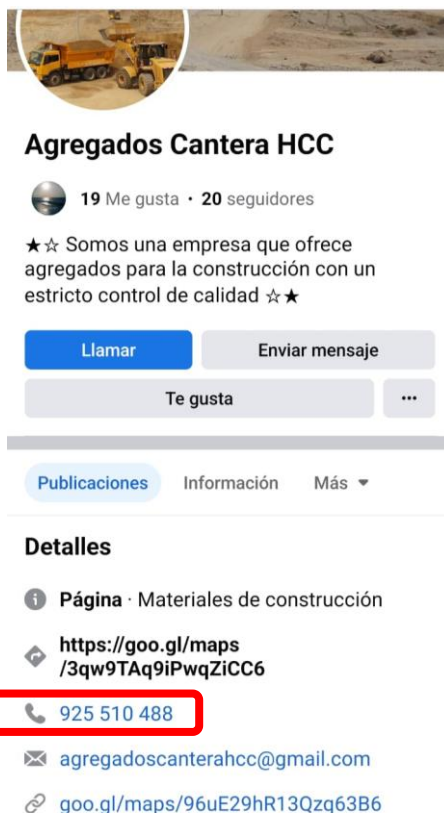 Agregados Cantera HCC
19 Me gusta · 20 seguidores
★☆ Somos una empresa que ofrece
agregados para la construcción con un
estricto control de calidad ☆★
Llamar
Enviar mensaje
Te gusta
...
Publicaciones
Información
Más
Detalles
Página · Materiales de construcción
https://goo.gl/maps
/3qw9TAq9iPwqZiCC6
925 510 488
agregadoscanterahcc@gmail.com
goo.gl/maps/96uE29hR13Qzq63B6